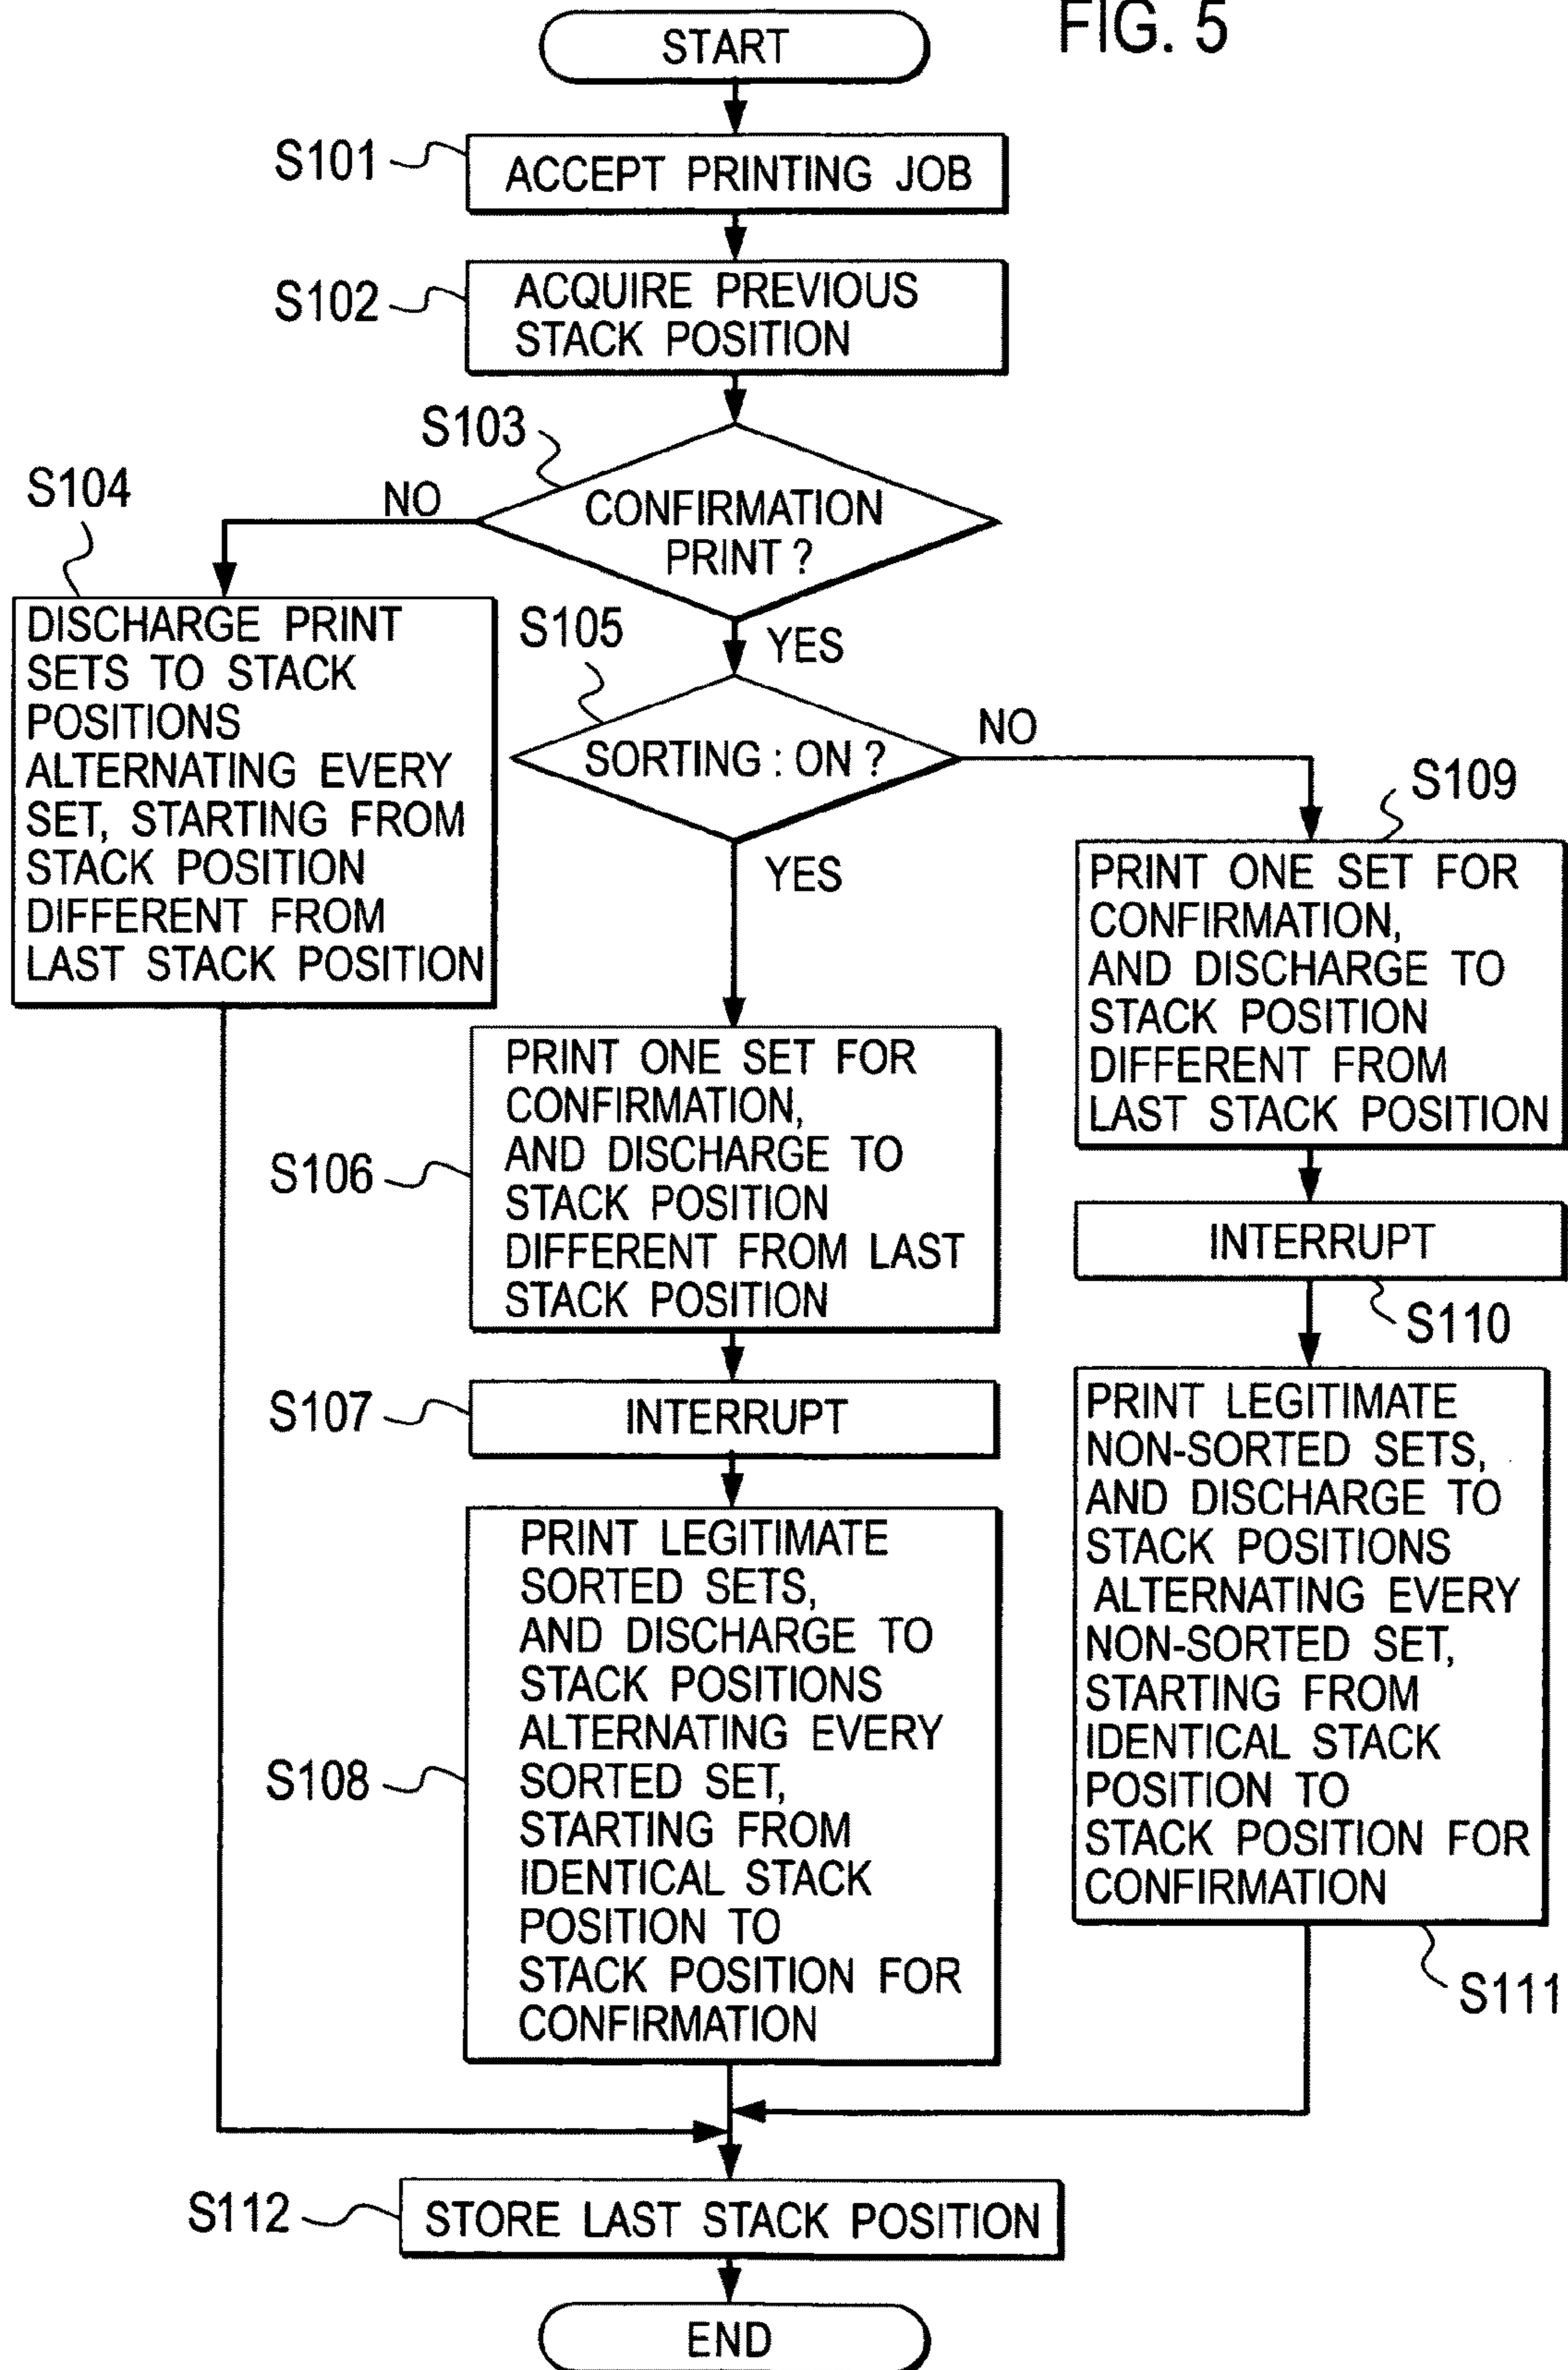 FIG. 5
START
S101
ACCEPT PRINTING JOB
S102
ACQUIRE PREVIOUS
STACK POSITION
S103
CONFIRMATION
PRINT ?
NO
YES
S104
DISCHARGE PRINT
SETS TO STACK
POSITIONS
ALTERNATING EVERY
SET, STARTING FROM
STACK POSITION
DIFFERENT FROM
LAST STACK POSITION
S105
SORTING : ON ?
NO
YES
S106
PRINT ONE SET FOR
CONFIRMATION,
AND DISCHARGE TO
STACK POSITION
DIFFERENT FROM LAST
STACK POSITION
S107
INTERRUPT
S108
PRINT LEGITIMATE
SORTED SETS,
AND DISCHARGE TO
STACK POSITIONS
ALTERNATING EVERY
SORTED SET,
STARTING FROM
IDENTICAL STACK
POSITION TO
STACK POSITION FOR
CONFIRMATION
S109
PRINT ONE SET FOR
CONFIRMATION,
AND DISCHARGE TO
STACK POSITION
DIFFERENT FROM
LAST STACK POSITION
INTERRUPT
S110
PRINT LEGITIMATE
NON-SORTED SETS,
AND DISCHARGE TO
STACK POSITIONS
ALTERNATING EVERY
NON-SORTED SET,
STARTING FROM
IDENTICAL STACK
POSITION TO
STACK POSITION FOR
CONFIRMATION
S111
S112
STORE LAST STACK POSITION
END